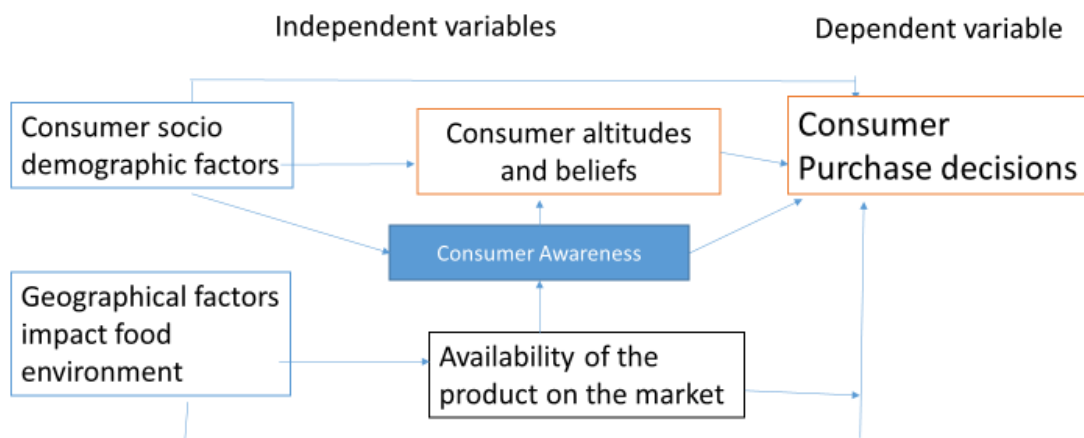 Independent variables
Dependent variable
Consumer socio
demographic factors
Consumer altitudes
and beliefs
Consumer
Purchase decisions
Consumer Awareness
Geographical factors
impact food
environment
Availability of the
product on the market